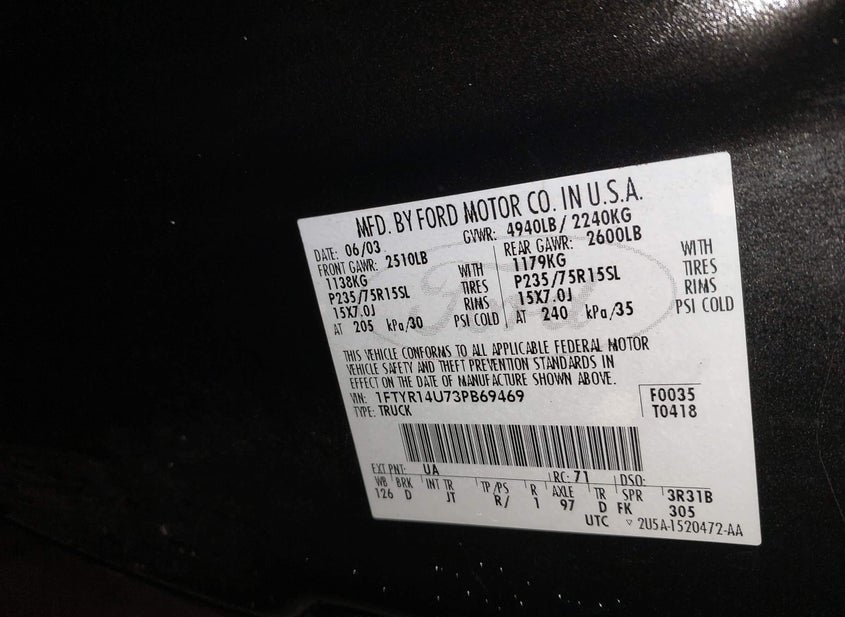 MFD. BY FORD MOTOR CO. IN U.S.A.
DATE: 06/03 GVWR: 4940LB / 2240KG
FRONT GAWR: 2510LB REAR GAWR: 2600LB
1138KG WITH 1179KG WITH
P235/75R15SL TIRES P235/75R15SL TIRES
15X7.0J RIMS 15X7.0J RIMS
AT 205 kPa/30 PSI COLD AT 240 kPa/35 PSI COLD
Ford
THIS VEHICLE CONFORMS TO ALL APPLICABLE FEDERAL MOTOR
VEHICLE SAFETY AND THEFT PREVENTION STANDARDS IN
EFFECT ON THE DATE OF MANUFACTURE SHOWN ABOVE.
VIN: 1FTYR14U73PB69469 F0035
TYPE: TRUCK T0418
EXT PNT: UA RC: 71 DSO:
WB BRK INT TR TP/PS R AXLE TR SPR 3R31B
126 D JT R/ 1 97 D FK 305
UTC ▽ 2U5A-1520472-AA